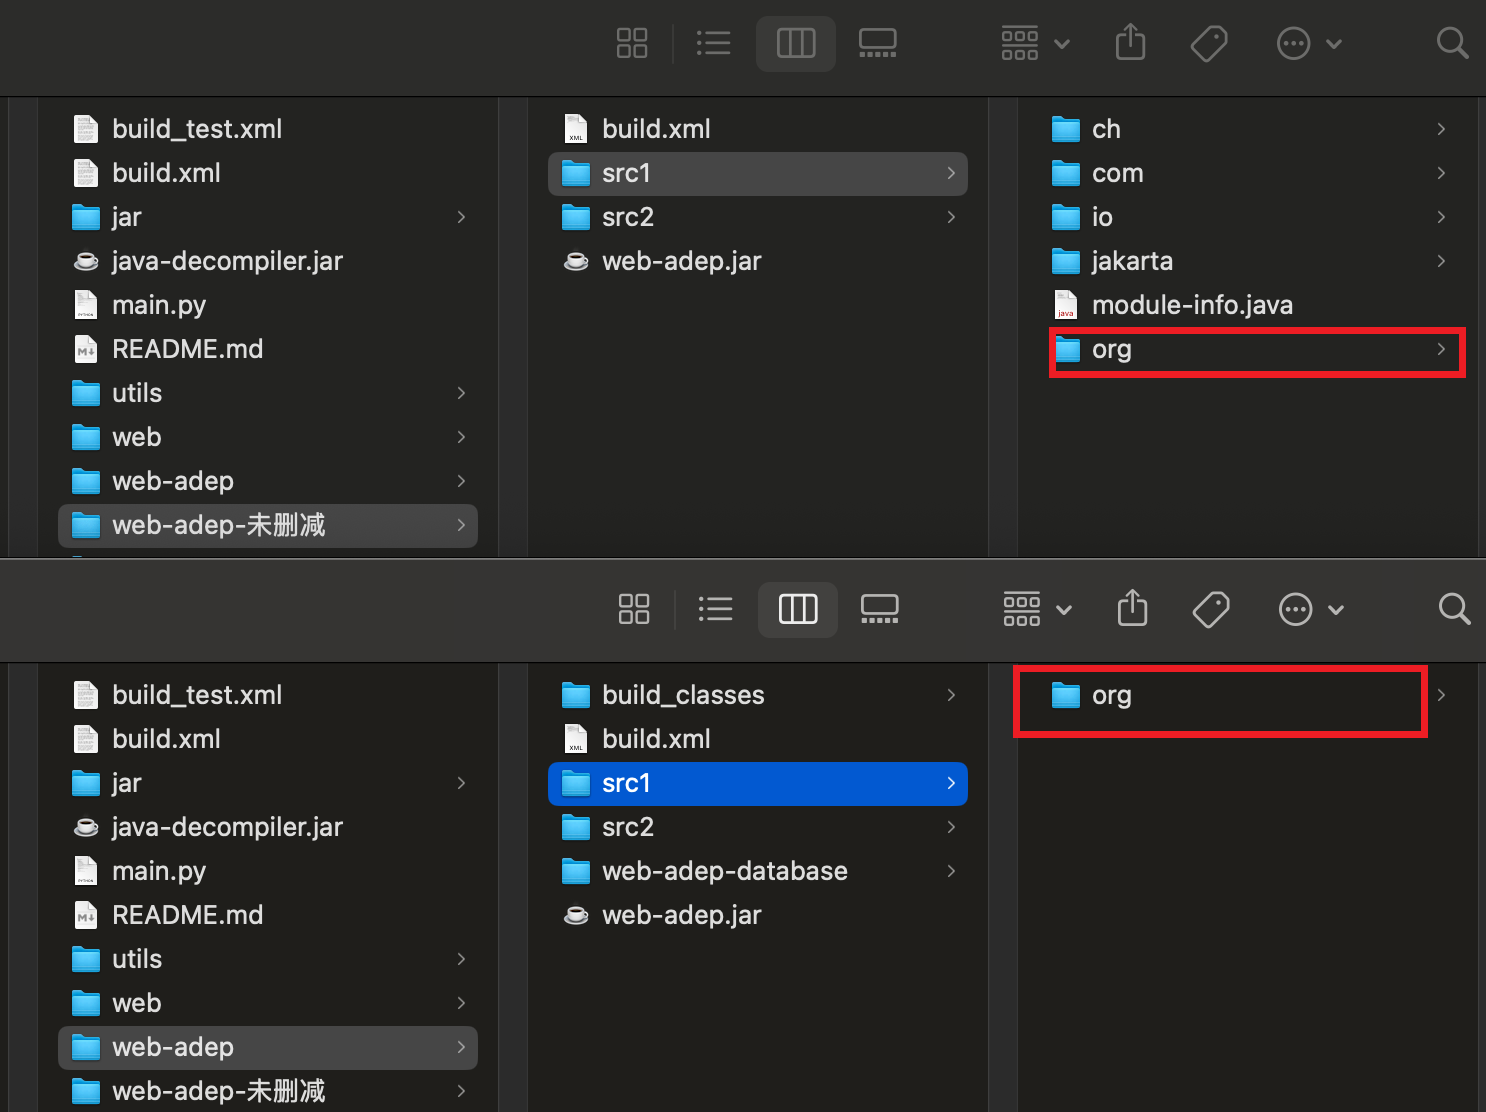 build_test.xml
build.xml
jar
java-decompiler.jar
main.py
README.md
utils
web
web-adep
web-adep-未删减
build.xml
src1
src2
web-adep.jar
ch
com
io
jakarta
module-info.java
org
build_test.xml
build.xml
jar
java-decompiler.jar
main.py
README.md
utils
web
web-adep
web-adep-未删减
build_classes
build.xml
src1
src2
web-adep-database
web-adep.jar
org